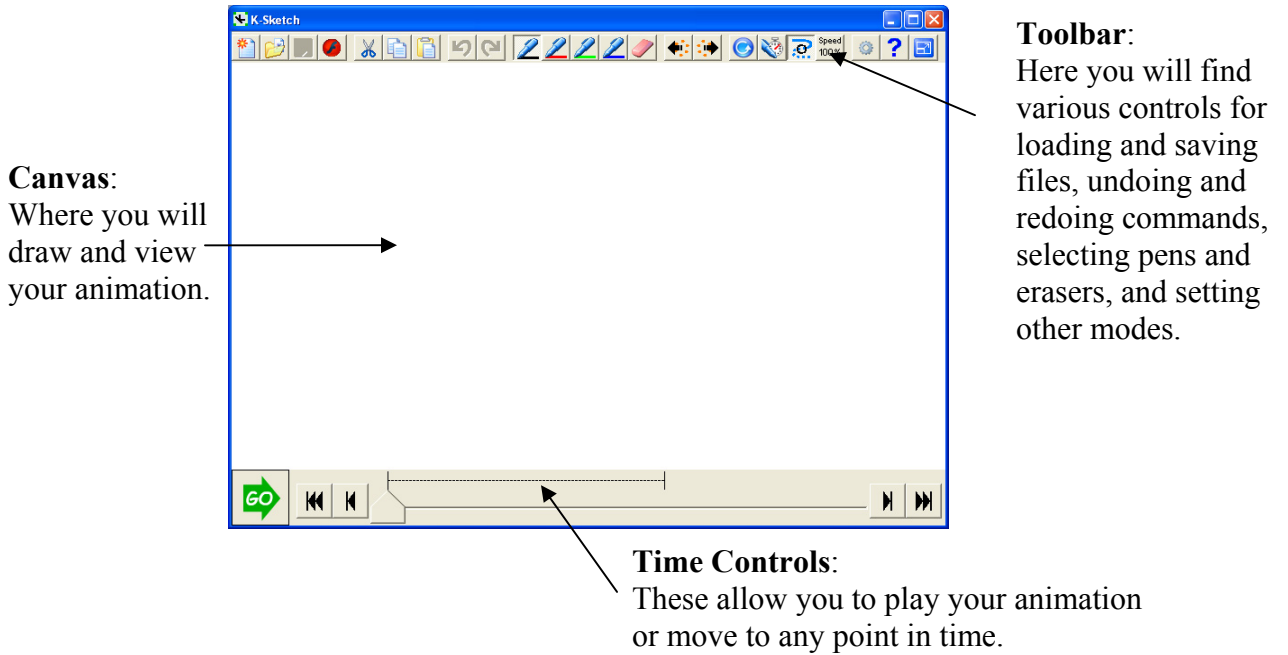 K-Sketch
Speed
100%
Toolbar:
Here you will find
various controls for
loading and saving
files, undoing and
redoing commands,
selecting pens and
erasers, and setting
other modes.
Canvas:
Where you will
draw and view
your animation.
GO
Time Controls:
These allow you to play your animation
or move to any point in time.